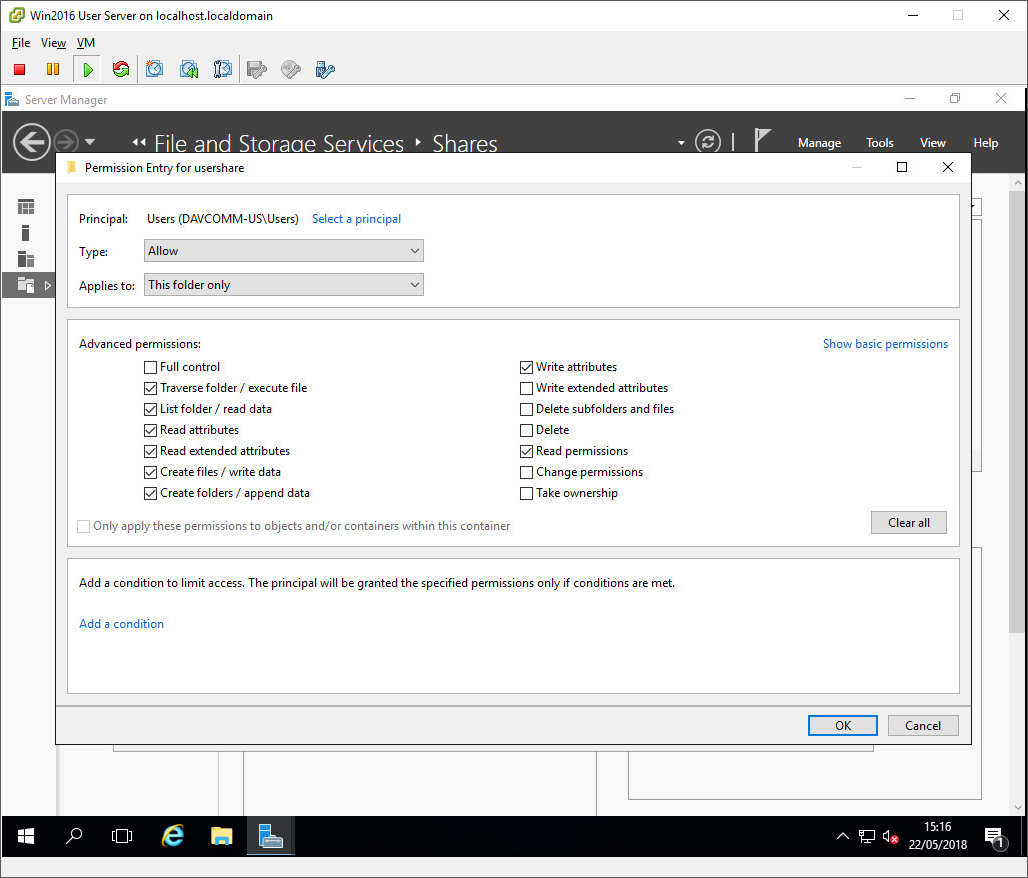 Win2016 User Server on localhost.localdomain
File View VM
Server Manager
File and Storage Services Shares
Manage Tools View Help
Permission Entry for usershare
Principal: Users (DAVCOMM-US\Users) Select a principal
Type: Allow
Applies to: This folder only
Advanced permissions: Show basic permissions
Full control Write attributes
Traverse folder / execute file Write extended attributes
List folder / read data Delete subfolders and files
Read attributes Delete
Read extended attributes Read permissions
Create files / write data Change permissions
Create folders / append data Take ownership
Only apply these permissions to objects and/or containers within this container
Clear all
Add a condition to limit access. The principal will be granted the specified permissions only if conditions are met.
Add a condition
OK Cancel
15:16
22/05/2018
1